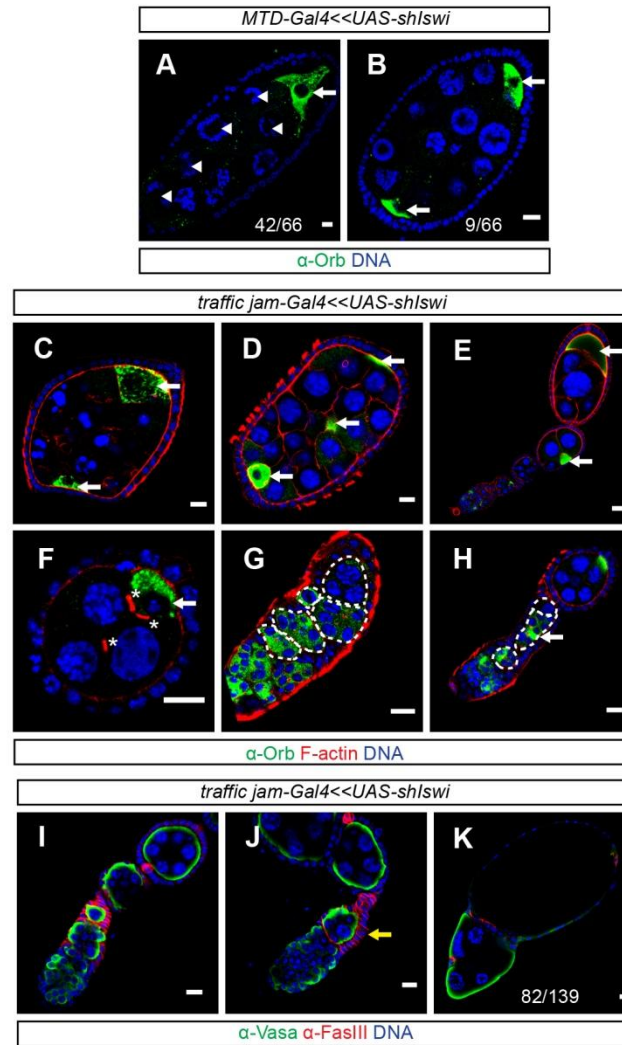 MTD-Gal4<<UAS-shIswi
A
B
42/66
9/66
α-Orb DNA
traffic jam-Gal4<<UAS-shIswi
C
D
E
F
*
*
*
G
H
α-Orb F-actin DNA
traffic jam-Gal4<<UAS-shIswi
I
J
K
82/139
α-Vasa α-FasIII DNA